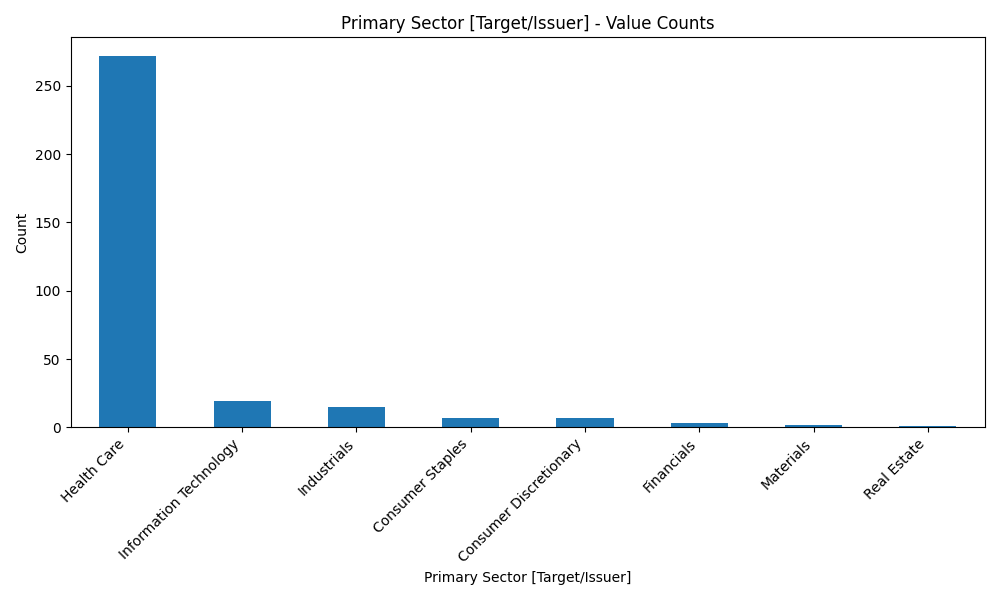 Primary Sector [Target/Issuer] - Value Counts
Count
250
200
150
100
50
0
Health Care
Information Technology
Industrials
Consumer Staples
Consumer Discretionary
Financials
Materials
Real Estate
Primary Sector [Target/Issuer]